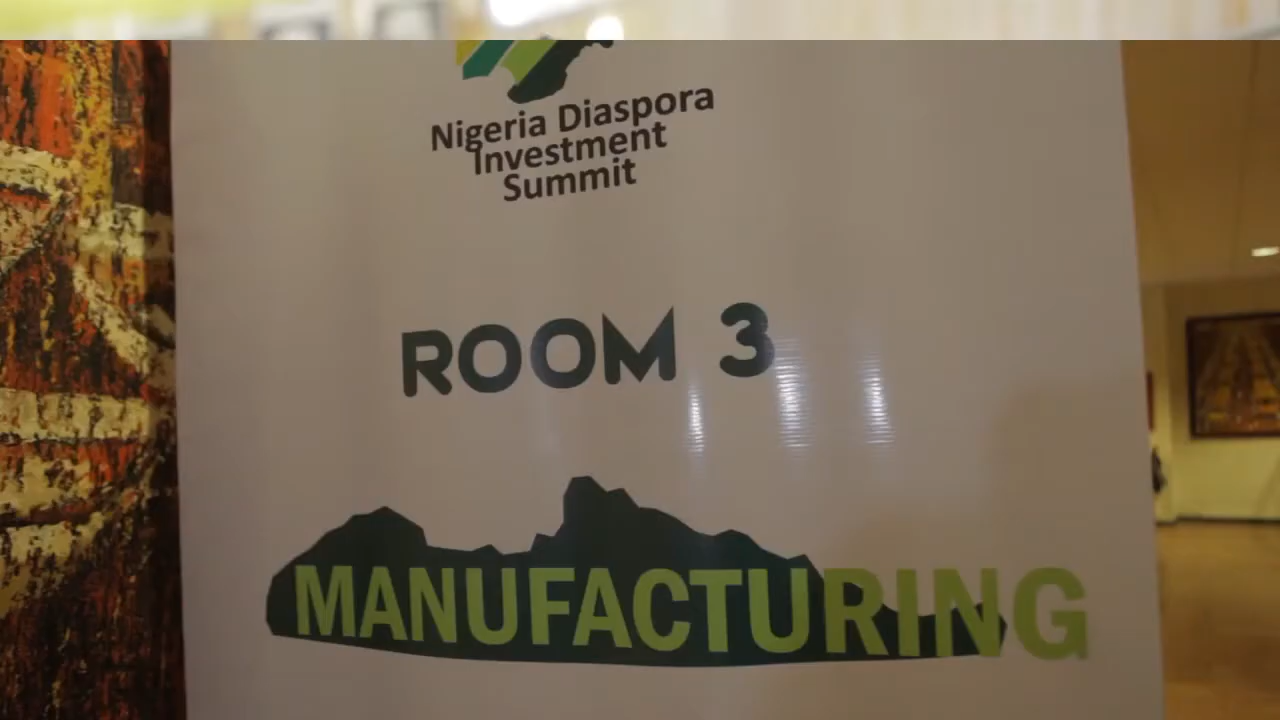 Nigeria Diaspora
Investment
Summit
ROOM 3
MANUFACTURING